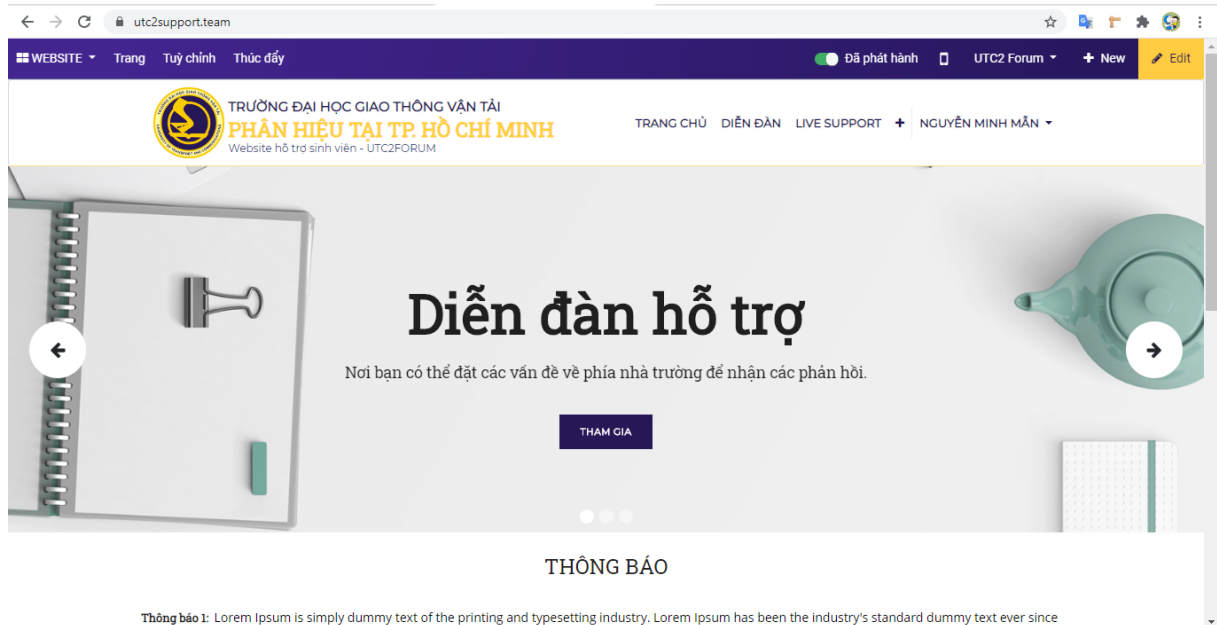 utc2support.team
WEBSITE Trang Tuỳ chỉnh Thúc đẩy Đã phát hành UTC2 Forum + New Edit
TRƯỜNG ĐẠI HỌC GIAO THÔNG VẬN TẢI
PHÂN HIỆU TẠI TP. HỒ CHÍ MINH
Website hỗ trợ sinh viên - UTC2FORUM
TRANG CHỦ DIỄN ĐÀN LIVE SUPPORT + NGUYỄN MINH MẪN
Diễn đàn hỗ trợ
Nơi bạn có thể đặt các vấn đề về phía nhà trường để nhận các phản hồi.
THAM GIA
THÔNG BÁO
Thông báo 1: Lorem Ipsum is simply dummy text of the printing and typesetting industry. Lorem Ipsum has been the industry's standard dummy text ever since